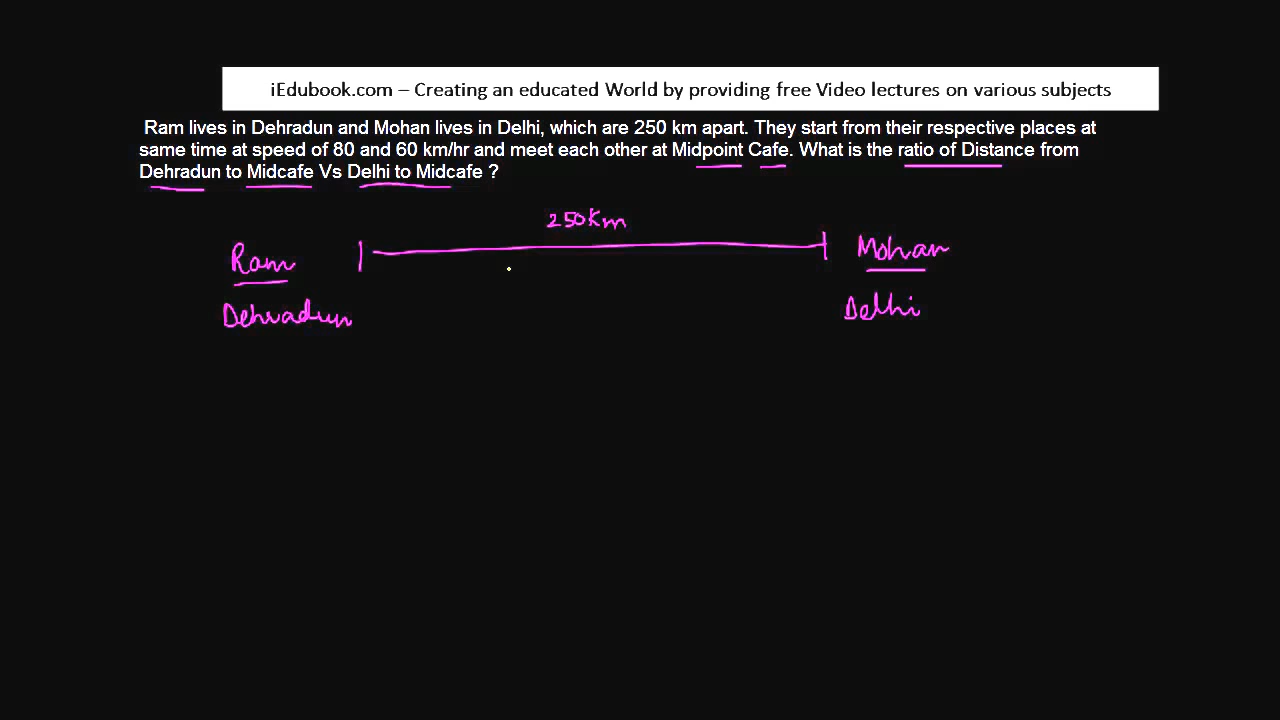 iEdubook.com – Creating an educated World by providing free Video lectures on various subjects
Ram lives in Dehradun and Mohan lives in Delhi, which are 250 km apart. They start from their respective places at
same time at speed of 80 and 60 km/hr and meet each other at Midpoint Cafe. What is the ratio of Distance from
Dehradun to Midcafe Vs Delhi to Midcafe ?
250Km
Ram
Mohan
Dehradun
Delhi